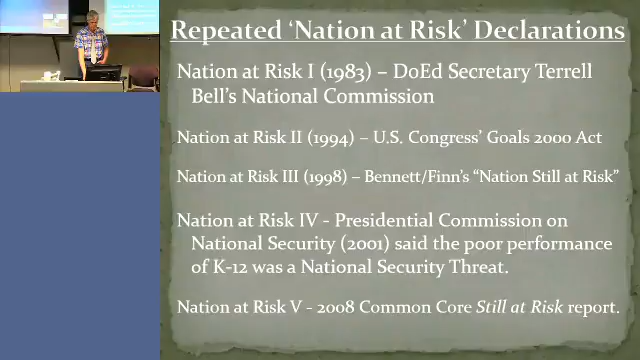 Repeated 'Nation at Risk' Declarations
Nation at Risk I (1983) – DoEd Secretary Terrell
Bell's National Commission
Nation at Risk II (1994) – U.S. Congress' Goals 2000 Act
Nation at Risk III (1998) – Bennett/Finn's "Nation Still at Risk"
Nation at Risk IV - Presidential Commission on
National Security (2001) said the poor performance
of K-12 was a National Security Threat.
Nation at Risk V - 2008 Common Core Still at Risk report.